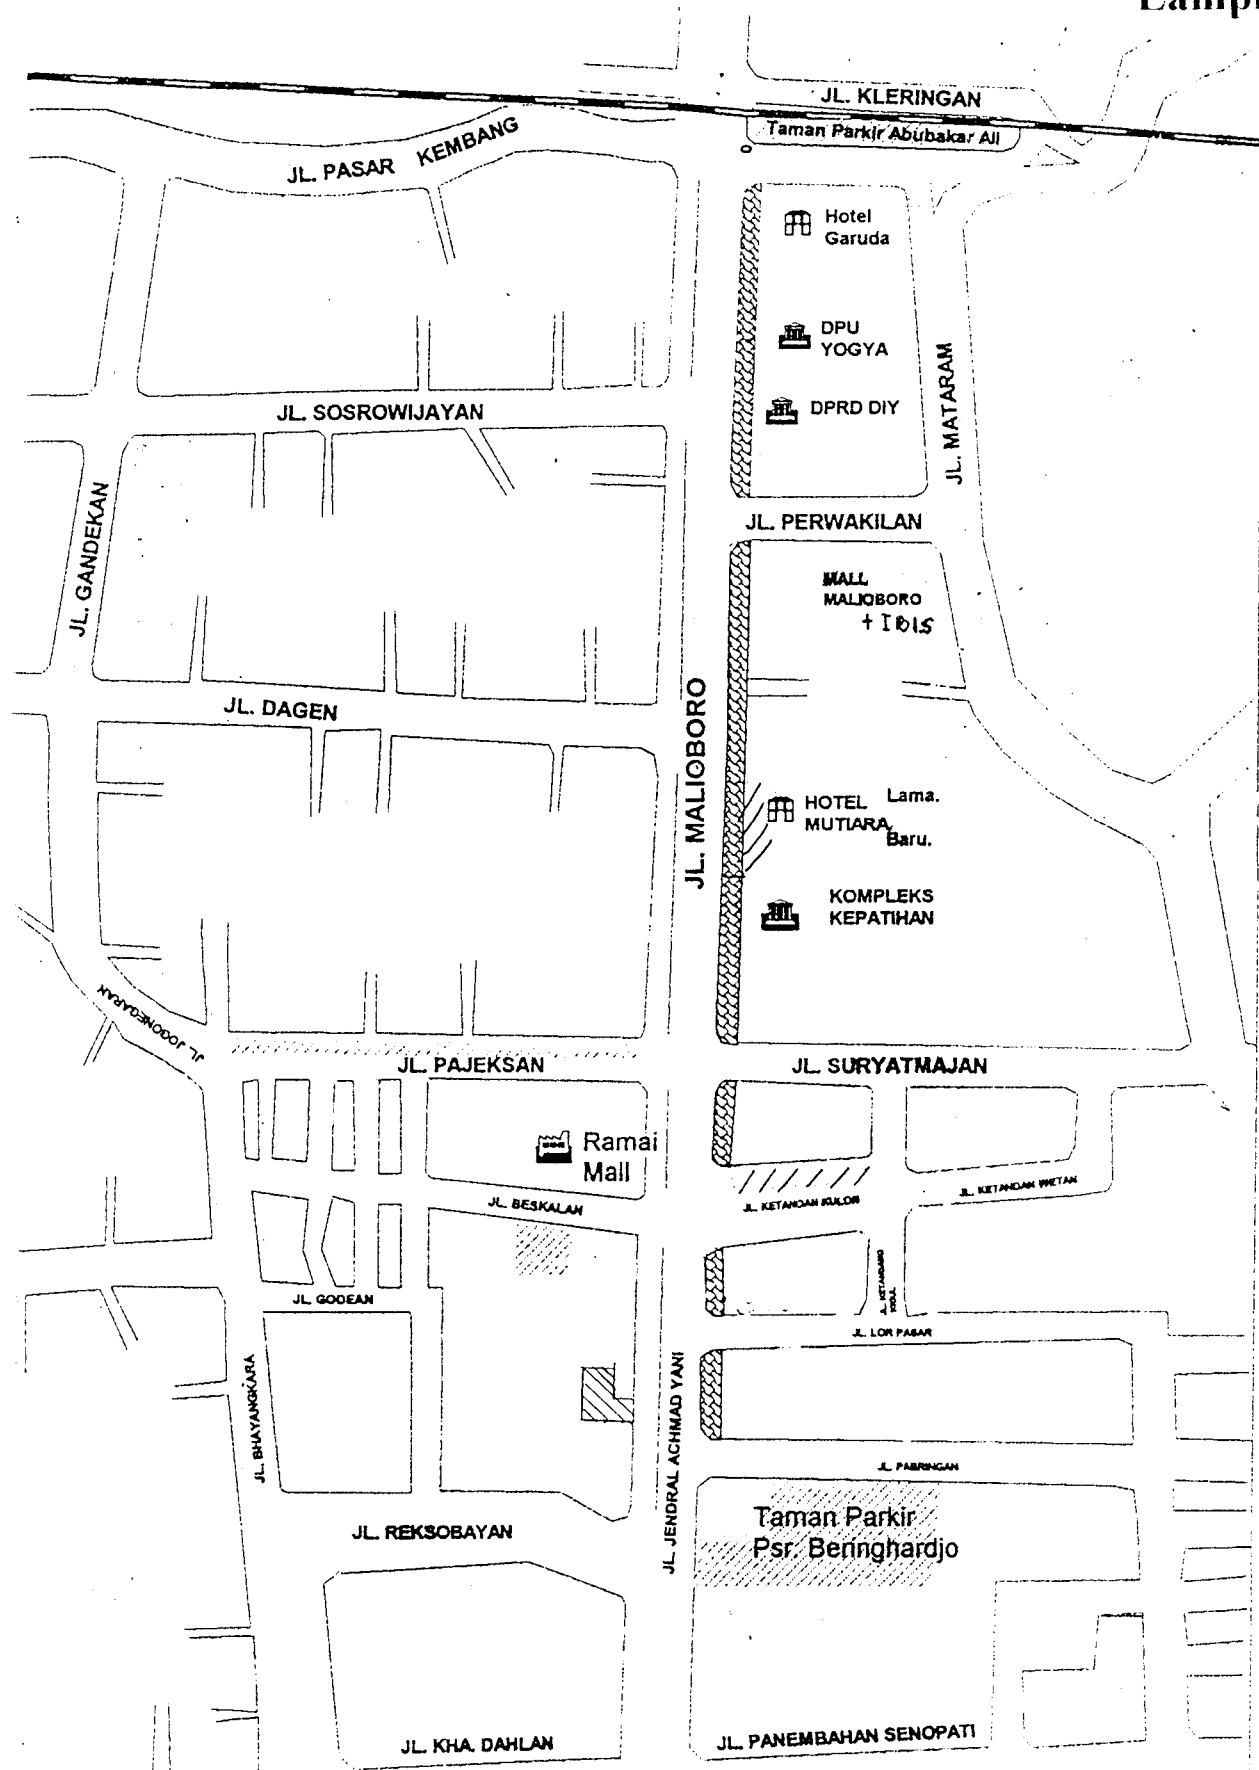 JL. KLERINGAN
Taman Parkir Abubakar Ali
JL. PASAR KEMBANG
Hotel
Garuda
DPU
YOGYA
DPRD DIY
JL. MATARAM
JL. SOSROWIJAYAN
JL. GANDEKAN
JL. PERWAKILAN
MALL
MALIOBORO
+ IBIS
JL. DAGEN
JL. MALIOBORO
HOTEL
MUTIARA
Lama.
Baru.
KOMPLEKS
KEPATIHAN
JL. JOGONEGARAN
JL. PAJEKSAN
JL. SURYATMAJAN
Ramai
Mall
JL. BESKALAN
JL. KETANDAN KULON
JL. KETANDAN WETAN
JL. GODEAN
JL. LOR PASAR
JL. BHAYANGKARA
JL. JENDRAL ACHMAD YANI
JL. PABRINGAN
Taman Parkir
Psr. Beringhardjo
JL. REKSOBAYAN
JL. KHA. DAHLAN
JL. PANEMBAHAN SENOPATI